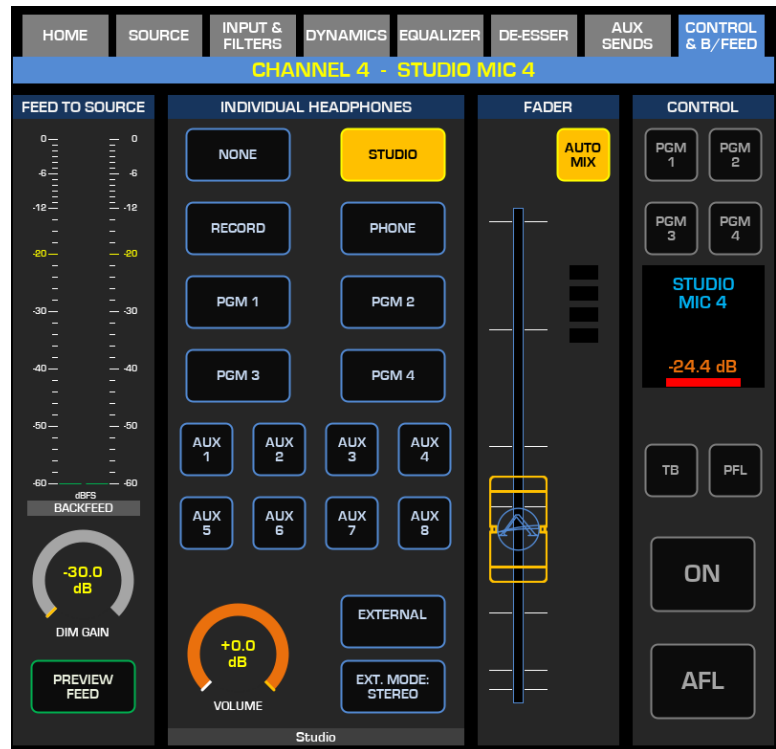 HOME
SOURCE
INPUT &
FILTERS
DYNAMICS
EQUALIZER
DE-ESSER
AUX
SENDS
CONTROL
& B/FEED
CHANNEL 4 - STUDIO MIC 4
FEED TO SOURCE
0 0
-6 -6
-12 -12
-20 -20
-30 -30
-40 -40
-50 -50
-60 -60
dBFS
BACKFEED
-30.0
dB
DIM GAIN
PREVIEW
FEED
INDIVIDUAL HEADPHONES
NONE
STUDIO
RECORD
PHONE
PGM 1
PGM 2
PGM 3
PGM 4
AUX
1
AUX
2
AUX
3
AUX
4
AUX
5
AUX
6
AUX
7
AUX
8
+0.0
dB
VOLUME
EXTERNAL
EXT. MODE:
STEREO
Studio
FADER
AUTO
MIX
CONTROL
PGM
1
PGM
2
PGM
3
PGM
4
STUDIO
MIC 4
-24.4 dB
TB
PFL
ON
AFL